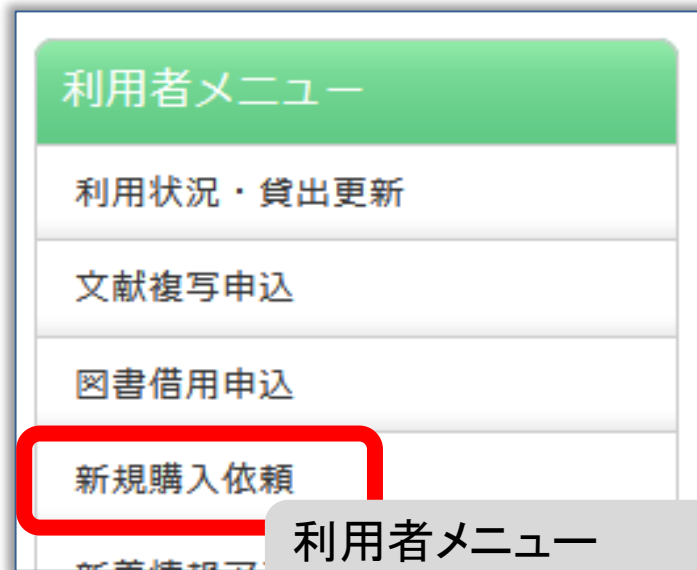 利用者メニュー
利用状況・貸出更新
文献複写申込
図書借用申込
新規購入依頼
利用者メニュー